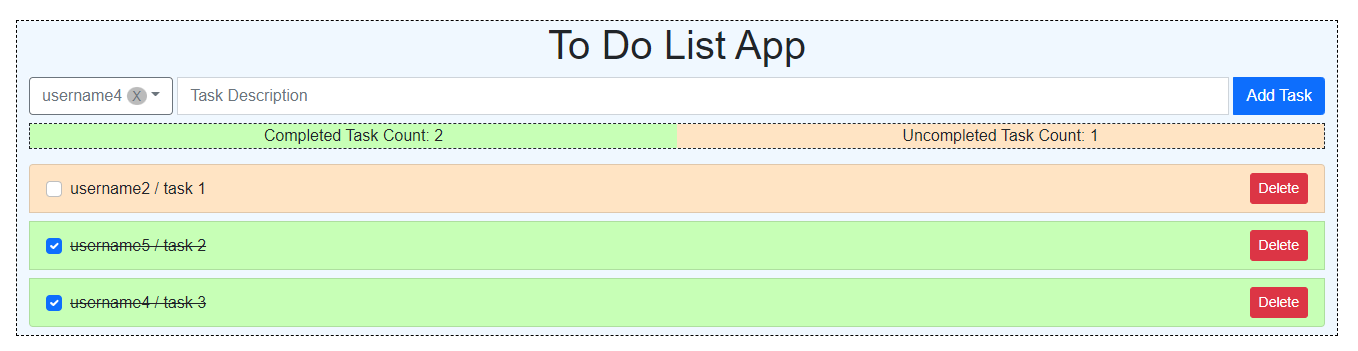 To Do List App
username4 X Task Description Add Task
Completed Task Count: 2 Uncompleted Task Count: 1
username2 / task 1 Delete
username5 / task 2 Delete
username4 / task 3 Delete